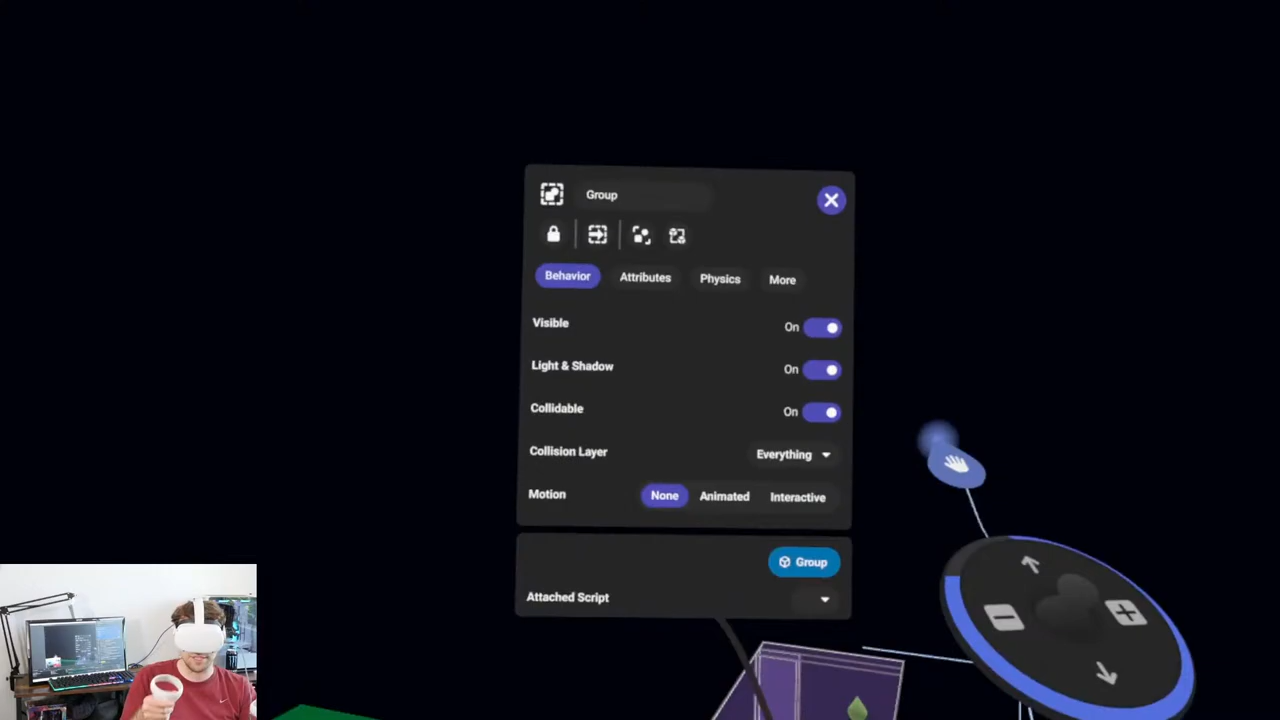 Group
Behavior Attributes Physics More
Visible On
Light & Shadow On
Collidable On
Collision Layer Everything
Motion None Animated Interactive
Group
Attached Script